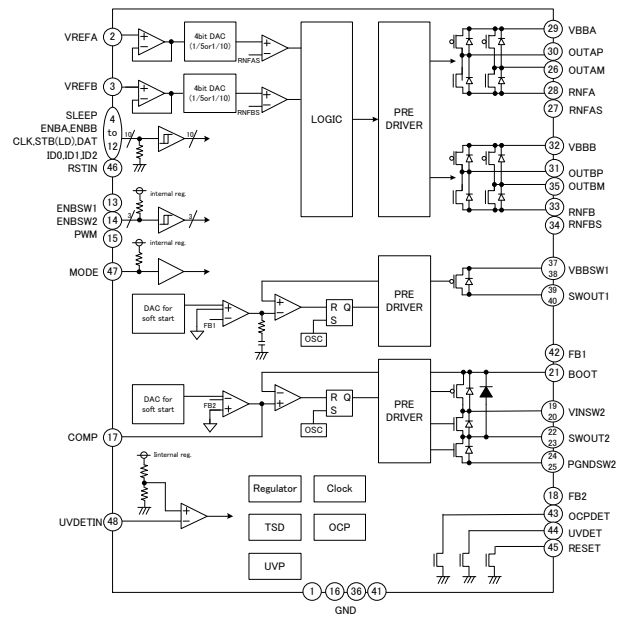 VREFA 2
4bit DAC
(1/5or1/10)
RNFAS
VREFB 3
4bit DAC
(1/5or1/10)
RNFBS
SLEEP
ENBA,ENBB
CLK,STB(LD),DAT
ID0,ID1,ID2
4
to
12
10
10
RSTIN 46
LOGIC
PRE
DRIVER
29 VBBA
30 OUTAP
26 OUTAM
28 RNFA
27 RNFAS
32 VBBB
31 OUTBP
35 OUTBM
33 RNFB
34 RNFBS
internal reg.
13
ENBSW1
ENBSW2 14
3
3
PWM 15
internal reg.
MODE 47
DAC for
soft start
FB1
R Q
S
OSC
PRE
DRIVER
37
38
VBBSW1
39
40
SWOUT1
42 FB1
21 BOOT
DAC for
soft start
FB2
R Q
S
OSC
PRE
DRIVER
19
20
VINSW2
22
23
SWOUT2
24
25
PGNDSW2
COMP 17
Iinternal reg.
UVDETIN 48
Regulator
Clock
TSD
OCP
UVP
18 FB2
43 OCPDET
44 UVDET
45 RESET
1 16 36 41
GND